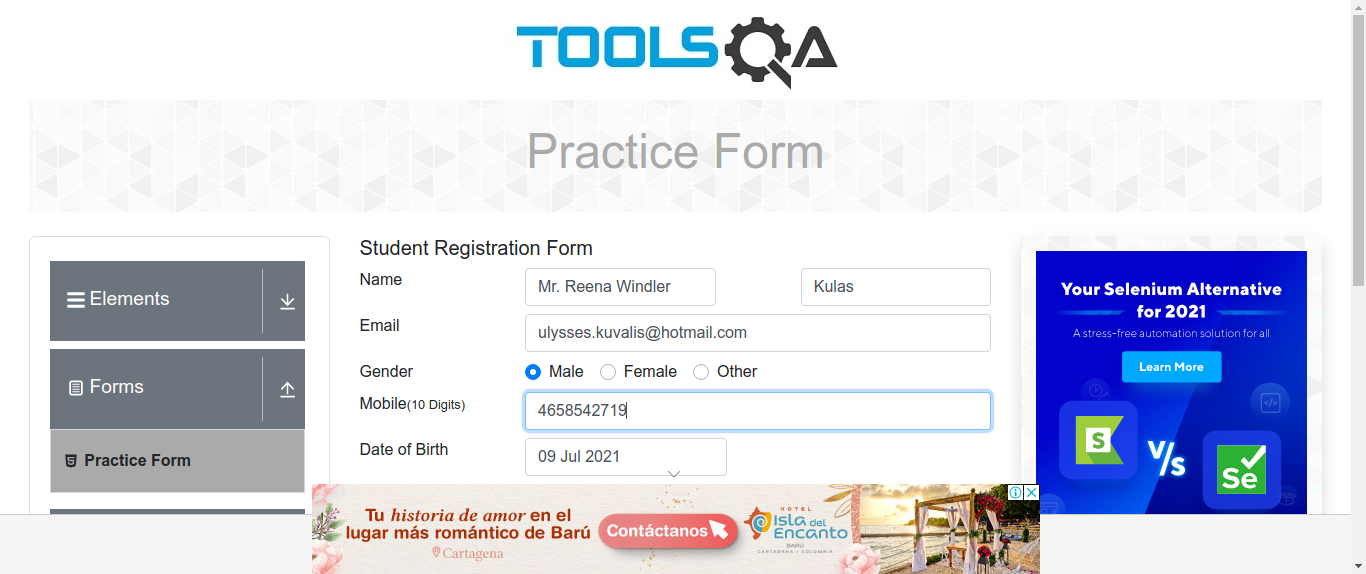 TOOLSQA
Practice Form
Elements
Forms
Practice Form
Student Registration Form
Name
Mr. Reena Windler
Kulas
Email
ulysses.kuvalis@hotmail.com
Gender
Male
Female
Other
Mobile(10 Digits)
4658542719
Date of Birth
09 Jul 2021
Your Selenium Alternative
for 2021
A stress-free automation solution for all
Learn More
S
V/s
Se
Tu historia de amor en el
lugar más romántico de Barú
Cartagena
Contáctanos
HOTEL
Isla del
Encanto
BARÚ
CARTAGENA - COLOMBIA